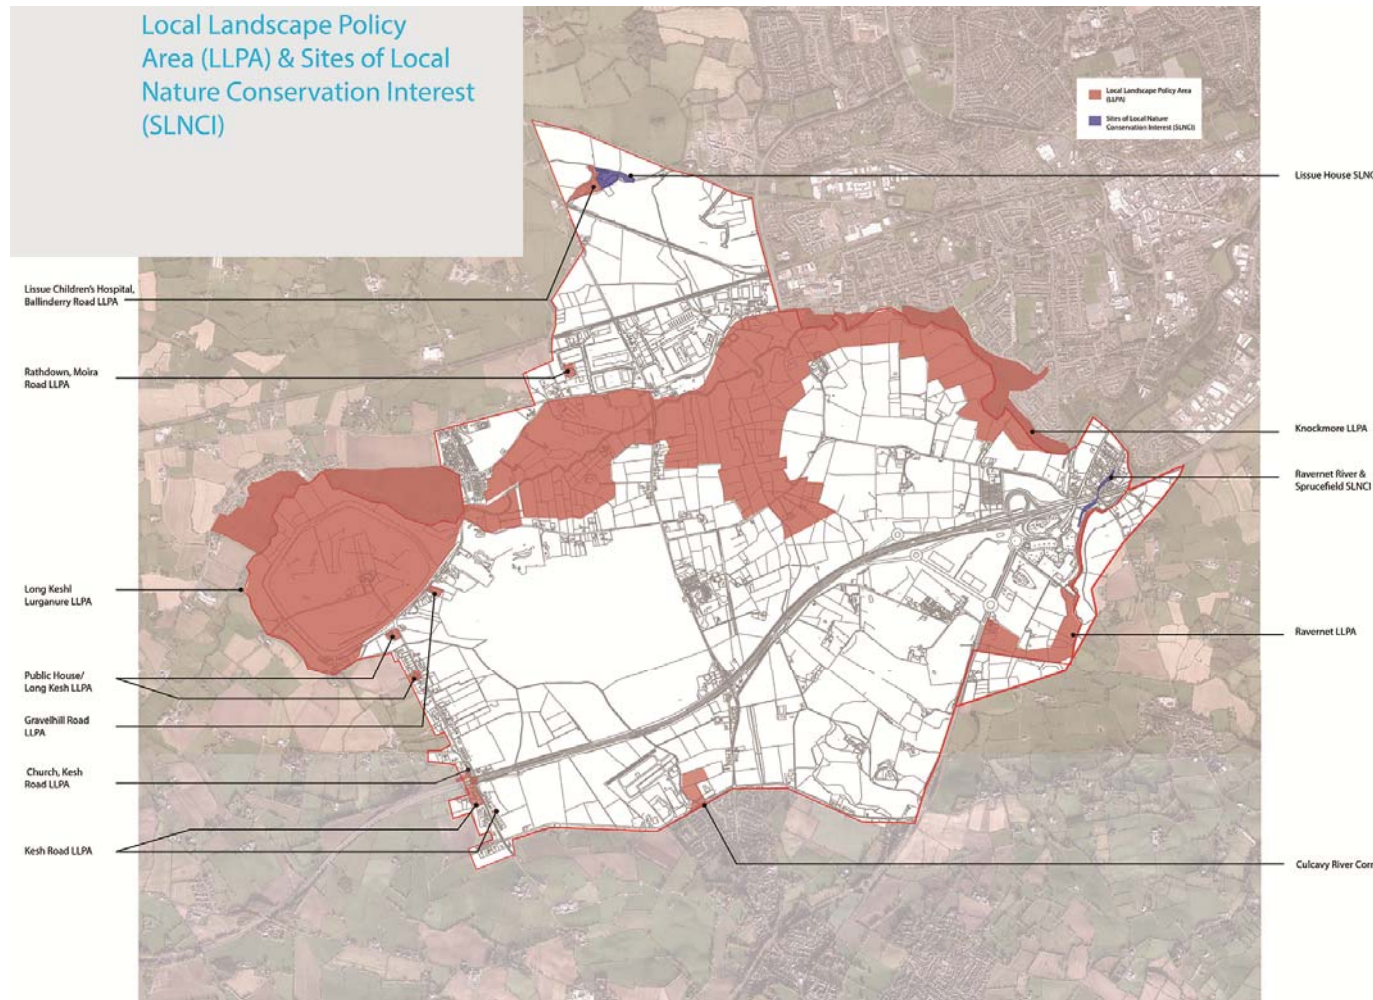 Local Landscape Policy
Area (LLPA) & Sites of Local
Nature Conservation Interest
(SLNCI)
Local Landscape Policy Area
(LLPA)
Sites of Local Nature
Conservation Interest (SLNCI)
Lissue House SLNC
Lissue Children's Hospital,
Ballinderry Road LLPA
Rathdown, Moira
Road LLPA
Knockmore LLPA
Ravernet River &
Sprucefield SLNCI
Long Keshl
Lurganure LLPA
Ravernet LLPA
Public House/
Long Kesh LLPA
Gravelhill Road
LLPA
Church, Kesh
Road LLPA
Kesh Road LLPA
Culcavy River Corr